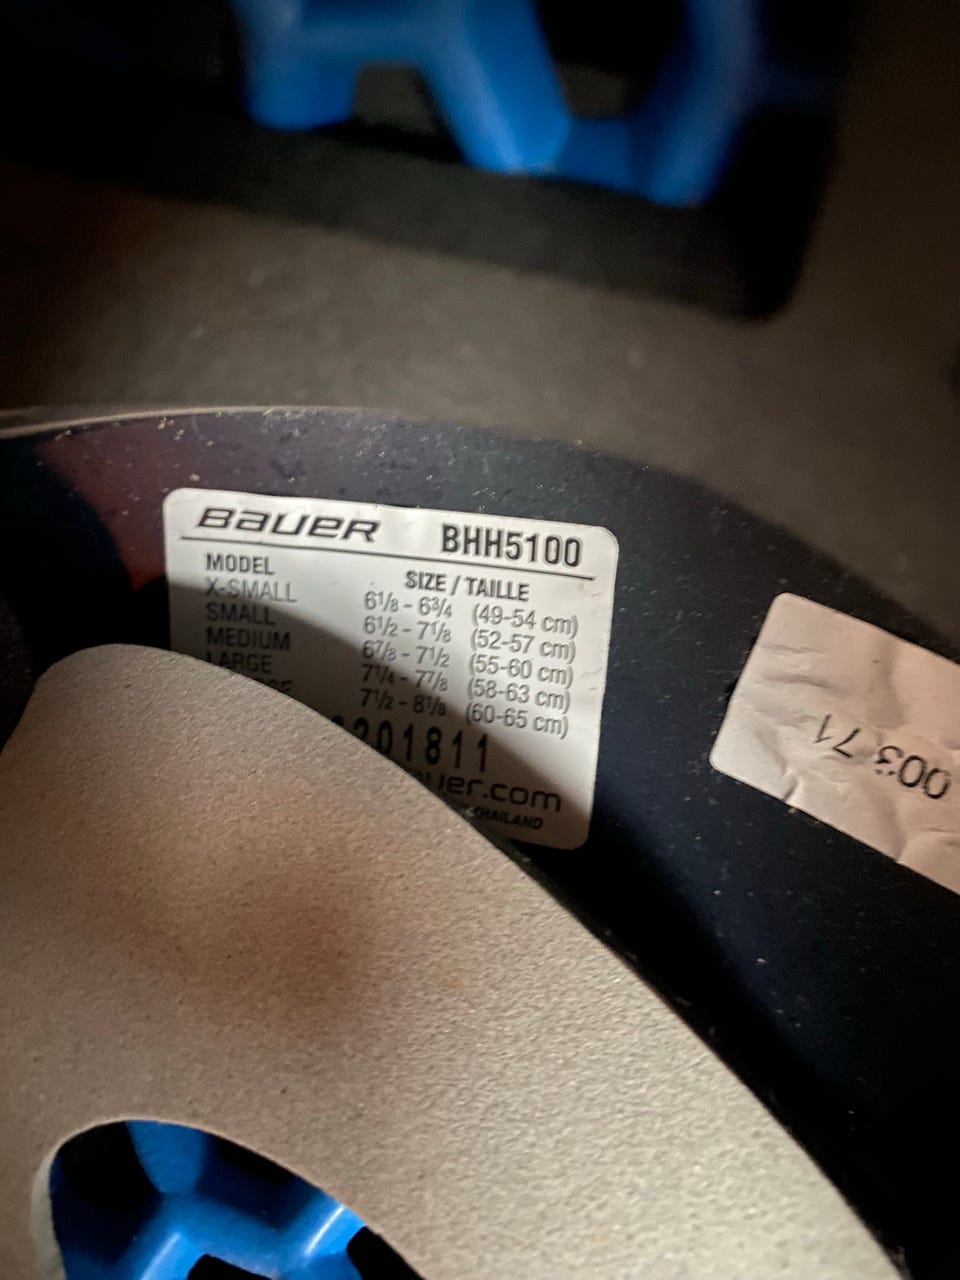 BAUER BHH5100
MODEL SIZE / TAILLE
X-SMALL 6 1/8 - 6 3/4 (49-54 cm)
SMALL 6 1/2 - 7 1/8 (52-57 cm)
MEDIUM 6 7/8 - 7 1/2 (55-60 cm)
LARGE 7 1/4 - 7 7/8 (58-63 cm)
7 1/2 - 8 1/8 (60-65 cm)
201811
uer.com
THAILAND
003 71